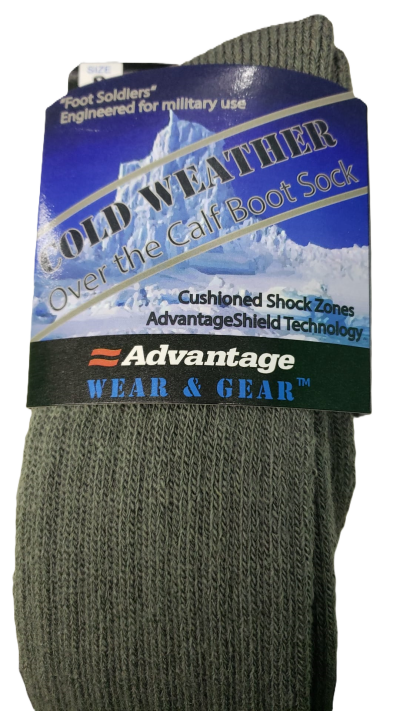 SIZE
"Foot Soldiers"
Engineered for military use
COLD WEATHER
Over the Calf Boot Sock
Cushioned Shock Zones
AdvantageShield Technology
Advantage
WEAR & GEAR™